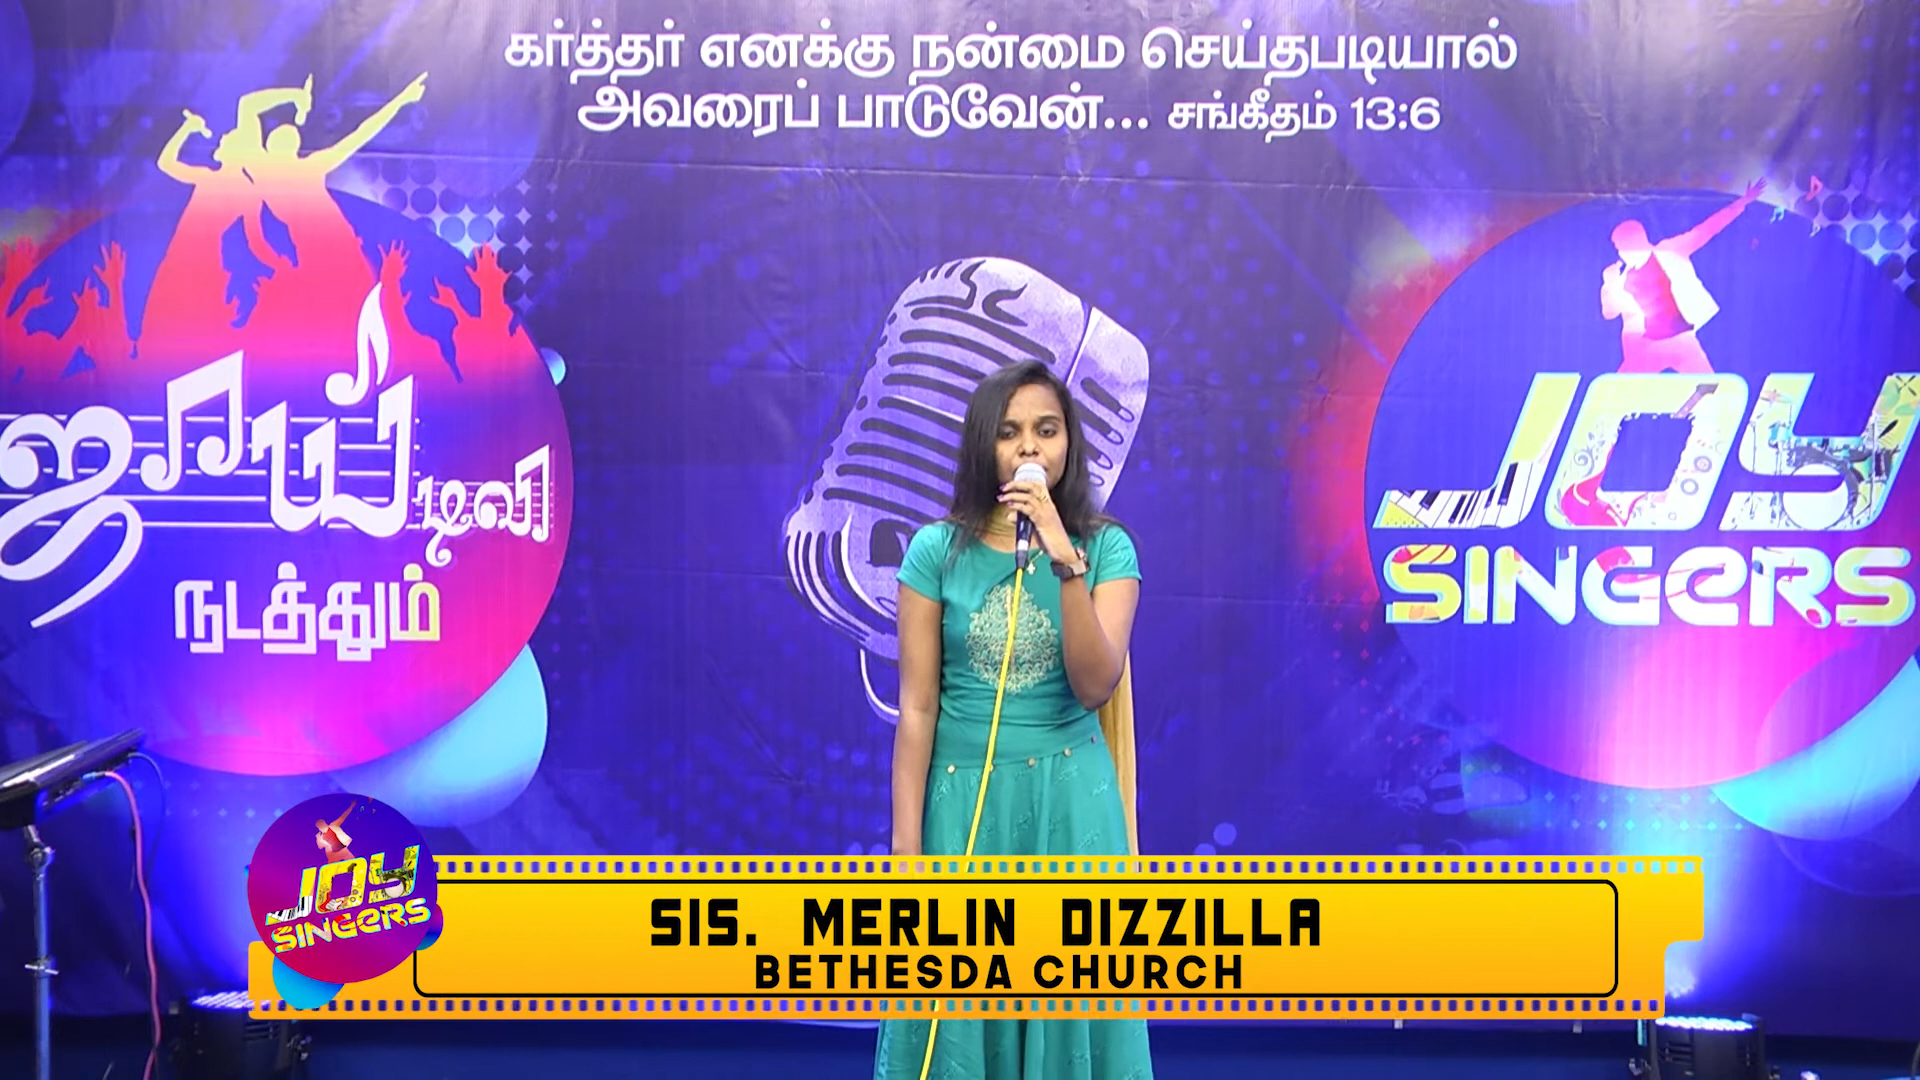 கர்த்தர் எனக்கு நன்மை செய்தபடியால்
அவரைப் பாடுவேன்... சங்கீதம் 13:6
ஜாய் டிவி
நடத்தும்
JOY
SINGERS
JOY
SINGERS
SIS. MERLIN DIZZILLA
BETHESDA CHURCH